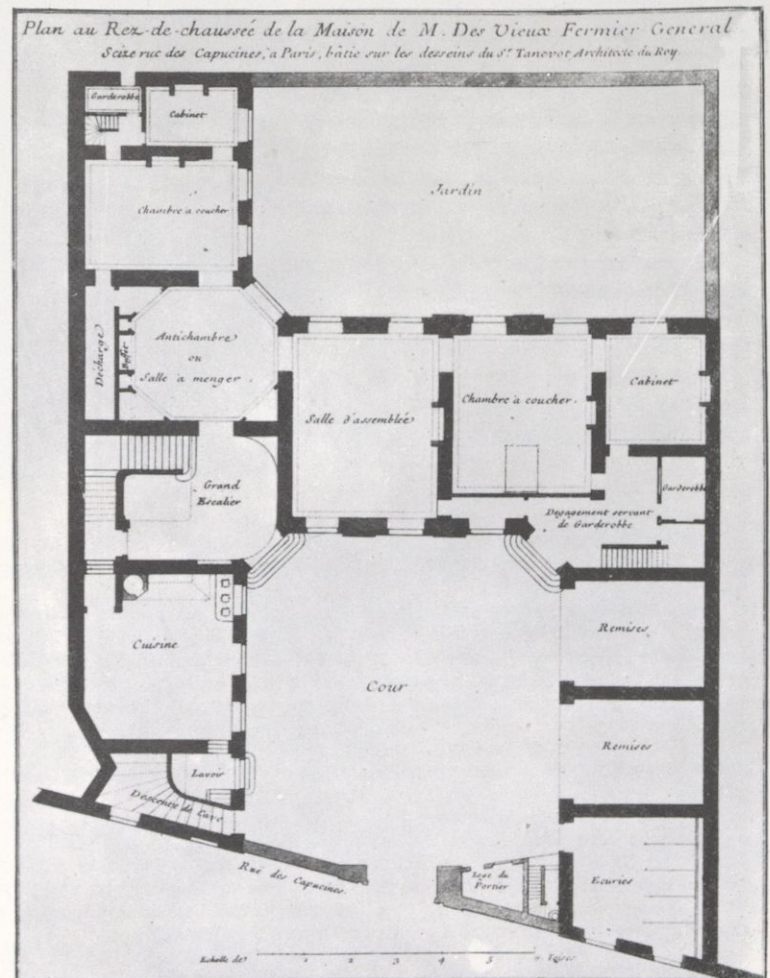 Plan au Rez-de-chaussée de la Maison de M. Des Vieux Fermier General
Seize rue des Capucines, a Paris, bâtie sur les desseins du Sr. Tanevot Architecte du Roy.
Garderobbe
Cabinet
Jardin
Chambre a coucher
Décharge
Buffet
Antichambre
ou
Salle a menger
Salle d'assemblée
Chambre a coucher.
Cabinet
Grand
Escalier
Garderobbe
Degagement servant
de Garderobbe
Cuisine
Remises
Cour
Remises
Lavoir
Descente de Cave
Rue des Capucines.
Loge du
Portier
Ecuries
Echelle de 1 2 3 4 5 6 Toises